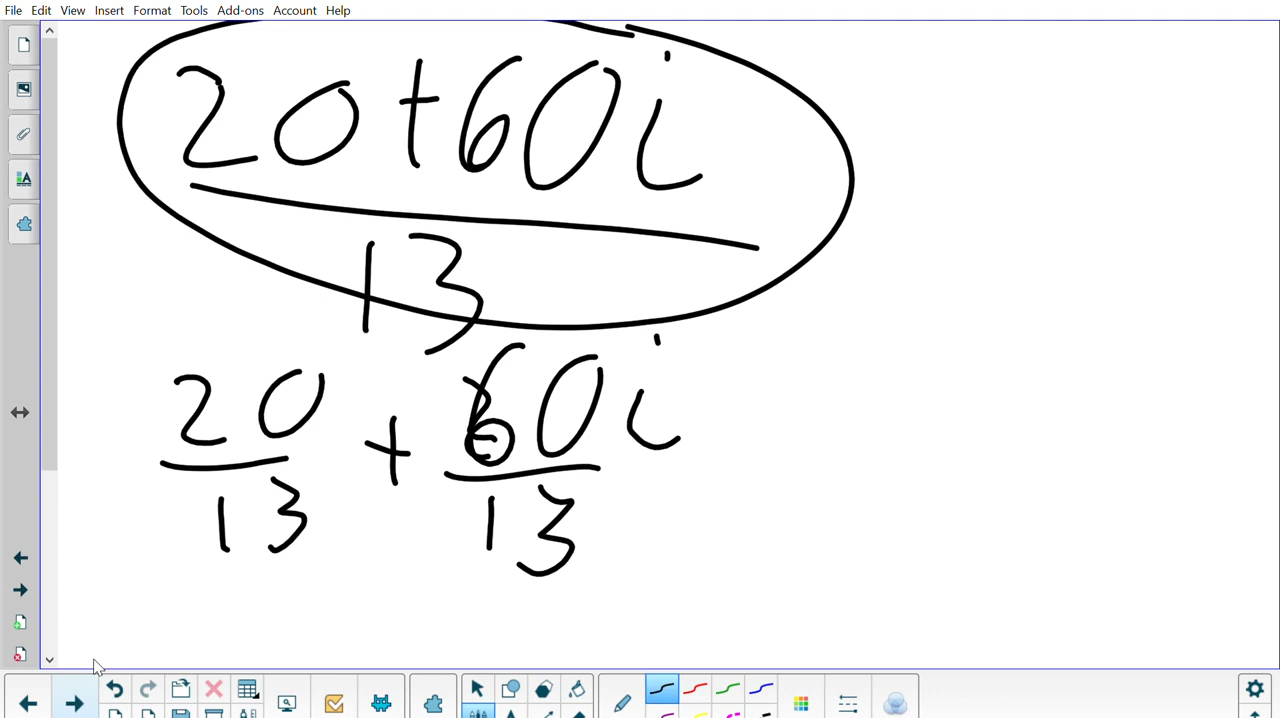 File Edit View Insert Format Tools Add-ons Account Help
20+60i
13
20 + 60i
13 13